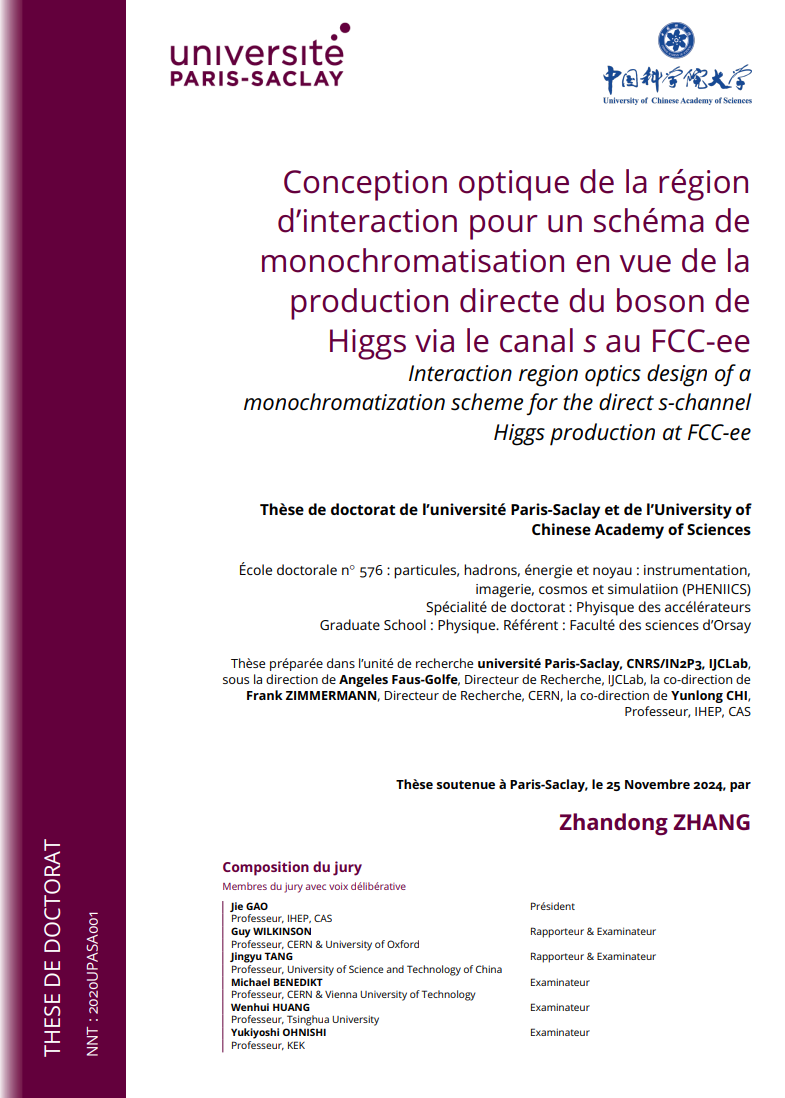 université
PARIS-SACLAY
中国科学院大学
University of Chinese Academy of Sciences
Conception optique de la région
d’interaction pour un schéma de
monochromatisation en vue de la
production directe du boson de
Higgs via le canal s au FCC-ee
Interaction region optics design of a
monochromatization scheme for the direct s-channel
Higgs production at FCC-ee
Thèse de doctorat de l’université Paris-Saclay et de l’University of
Chinese Academy of Sciences
École doctorale n° 576 : particules, hadrons, énergie et noyau : instrumentation,
imagerie, cosmos et simulatiion (PHENIICS)
Spécialité de doctorat : Phyisque des accélérateurs
Graduate School : Physique. Référent : Faculté des sciences d’Orsay
Thèse préparée dans l’unité de recherche université Paris-Saclay, CNRS/IN2P3, IJCLab,
sous la direction de Angeles Faus-Golfe, Directeur de Recherche, IJCLab, la co-direction de
Frank ZIMMERMANN, Directeur de Recherche, CERN, la co-direction de Yunlong CHI,
Professeur, IHEP, CAS
Thèse soutenue à Paris-Saclay, le 25 Novembre 2024, par
Zhandong ZHANG
Composition du jury
Membres du jury avec voix délibérative
Jie GAO Président
Professeur, IHEP, CAS
Guy WILKINSON Rapporteur & Examinateur
Professeur, CERN & University of Oxford
Jingyu TANG Rapporteur & Examinateur
Professeur, University of Science and Technology of China
Michael BENEDIKT Examinateur
Professeur, CERN & Vienna University of Technology
Wenhui HUANG Examinateur
Professeur, Tsinghua University
Yukiyoshi OHNISHI Examinateur
Professeur, KEK
THESE DE DOCTORAT
NNT : 2020UPASA001